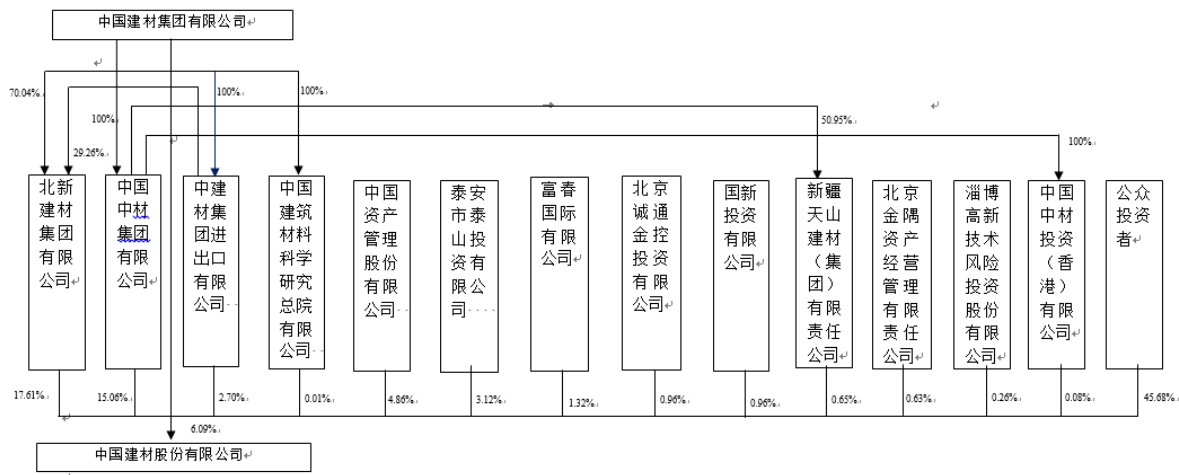 中国建材集团有限公司
70.04%
100%
100%
100%
50.95%
100%
29.26%
北新
建材
集团
有限
公司
中国
中材
集团
有限
公司
中建
材集
团进
出口
有限
公司
中国
建筑
材料
科学
研究
总院
有限
公司
中国
资产
管理
股份
有限
公司
泰安
市泰
山投
资有
限公
司
富春
国际
有限
公司
北京
诚通
金控
投资
有限
公司
国新
投资
有限
公司
新疆
天山
建材
（集
团）
有限
责任
公司
北京
金隅
资产
经营
管理
有限
责任
公司
淄博
高新
技术
风险
投资
股份
有限
公司
中国
中材
投资
（香
港）
有限
公司
公众
投资
者
17.61%
15.06%
2.70%
0.01%
4.86%
3.12%
1.32%
0.96%
0.96%
0.65%
0.63%
0.26%
0.08%
45.68%
6.09%
中国建材股份有限公司